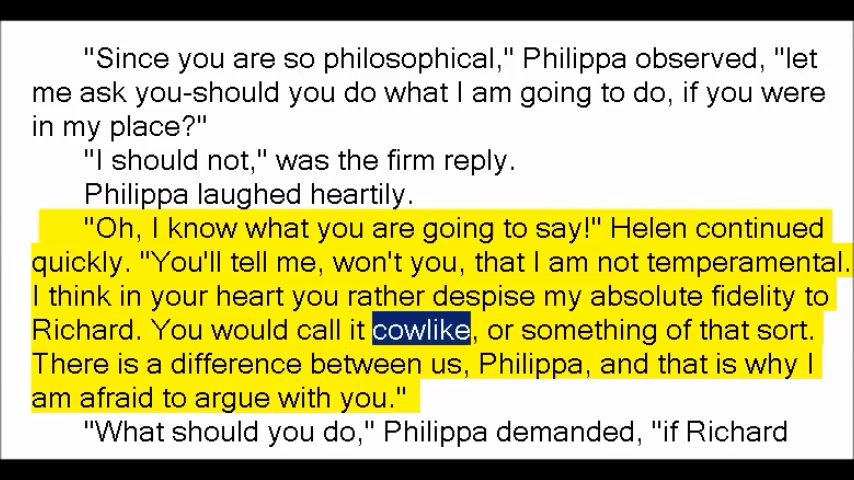 "Since you are so philosophical," Philippa observed, "let
me ask you-should you do what I am going to do, if you were
in my place?"
"I should not," was the firm reply.
Philippa laughed heartily.
"Oh, I know what you are going to say!" Helen continued
quickly. "You'll tell me, won't you, that I am not temperamental.
I think in your heart you rather despise my absolute fidelity to
Richard. You would call it cowlike, or something of that sort.
There is a difference between us, Philippa, and that is why I
am afraid to argue with you."
"What should you do," Philippa demanded, "if Richard